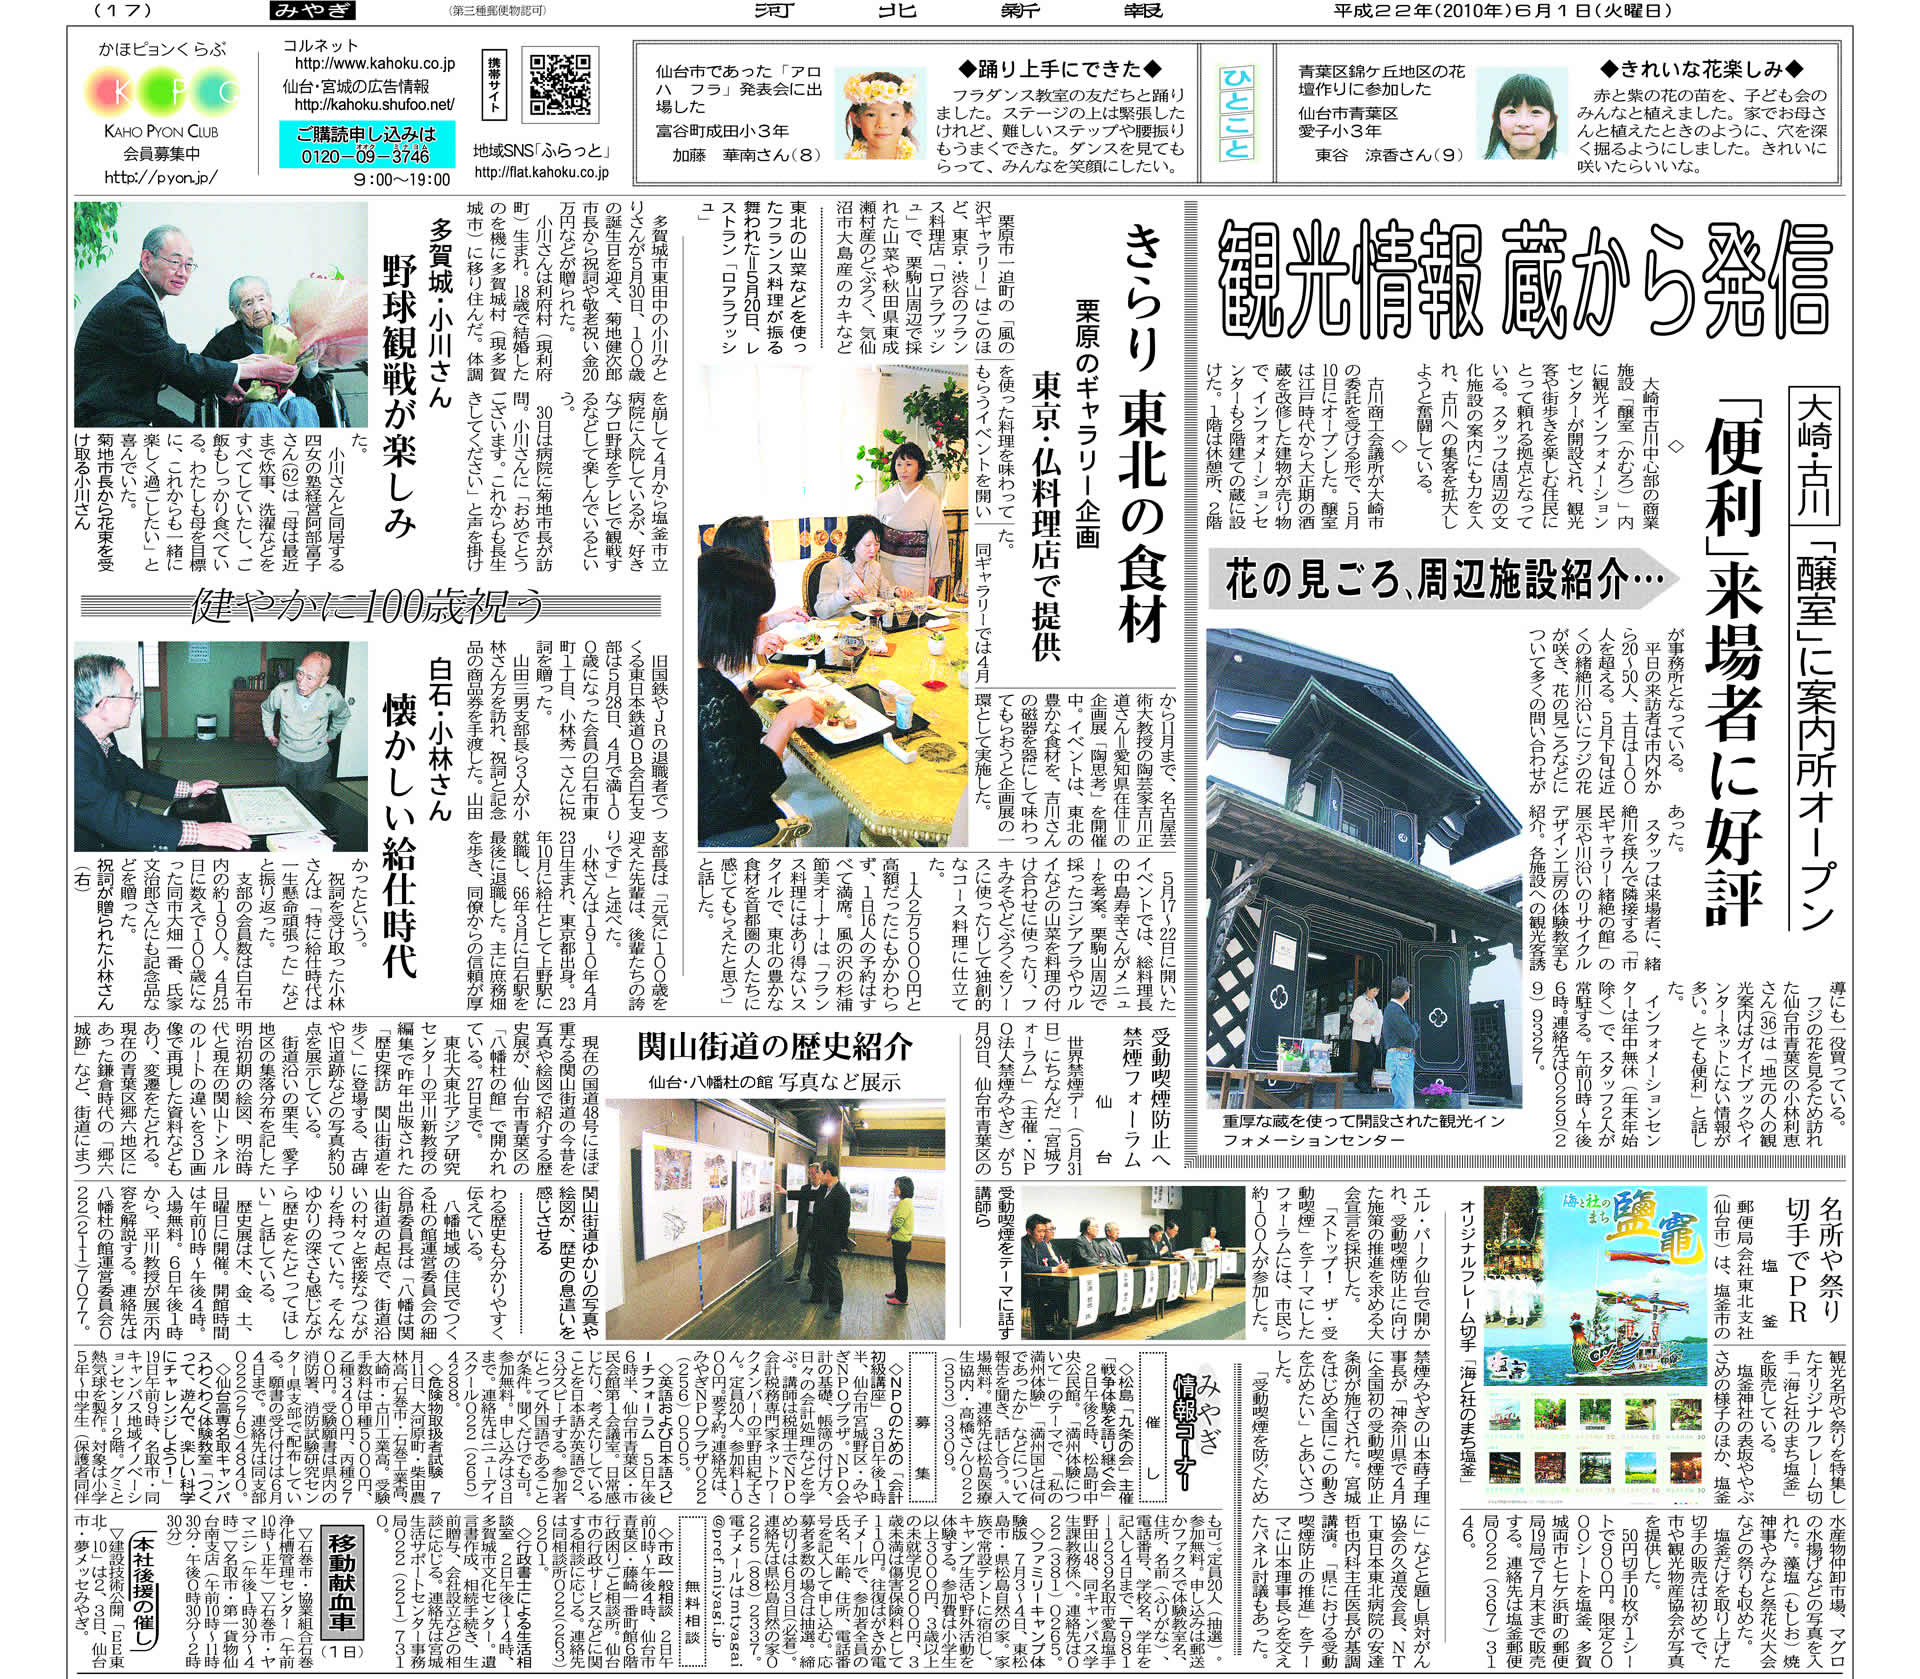 (17)
みやぎ
(第三種郵便物認可)
河北新報
平成22年(2010年)6月1日(火曜日)
かほピョンくらぶ
KAHO PYON CLUB
会員募集中
http://pyon.jp/
コルネット
http://www.kahoku.co.jp
仙台・宮城の広告情報
http://kahoku.shufoo.net/
ご購読申し込みは
0120-09-3746
9:00〜19:00
携帯サイト
地域SNS「ふらっと」
http://flat.kahoku.co.jp
仙台市であった「アロ
ハ フラ」発表会に出
場した
富谷町成田小3年
加藤 華南さん(8)
◆踊り上手にできた◆
フラダンス教室の友だちと踊り
ました。ステージの上は緊張した
けれど、難しいステップや腰振り
もうまくできた。ダンスを見ても
らって、みんなを笑顔にしたい。
ひとこと
青葉区錦ケ丘地区の花
壇作りに参加した
仙台市青葉区
愛子小3年
東谷 涼香さん(9)
◆きれいな花楽しみ◆
赤と紫の花の苗を、子ども会の
みんなと植えました。家でお母さ
んと植えたときのように、穴を深
く掘るようにしました。きれいに
咲いたらいいな。
観光情報 蔵から発信
大崎・古川
「醸室」に案内所オープン
「便利」来場者に好評
花の見ごろ、周辺施設紹介…
大崎市古川中心部の商業
施設「醸室(かむろ)」内
に観光インフォメーション
センターが開設され、観光
客や街歩きを楽しむ住民に
とって頼れる拠点となって
いる。スタッフは周辺の文
化施設の案内にも力を入
れ、古川への集客を拡大し
ようと奮闘している。
◇
◇
古川商工会議所が大崎市
の委託を受ける形で、5月
10日にオープンした。醸室
は江戸時代から大正期の酒
蔵を改修した建物が売り物
で、インフォメーションセ
ンターも2階建ての蔵に設
けた。1階は休憩所、2階
が事務所となっている。
平日の来訪者は市内外か
ら20〜50人、土日は100
人を超える。5月下旬は近
くの緒絶川沿いにフジの花
が咲き、花の見ごろなどに
ついて多くの問い合わせが
あった。
スタッフは来場者に、緒
絶川を挟んで隣接する「市
民ギャラリー緒絶の館」の
展示や川沿いのリサイクル
デザイン工房の体験教室も
紹介。各施設への観光客誘
導にも一役買っている。
フジの花を見るため訪れ
た仙台市青葉区の小林利恵
さん(36)は「地元の人の観
光案内はガイドブックやイ
ンターネットにない情報が
多い。とても便利」と話し
た。
インフォメーションセン
ターは年中無休(年末年始
除く)で、スタッフ2人が
常駐する。午前10時〜午後
6時。連絡先は0229(2
9)9327。
重厚な蔵を使って開設された観光イン
フォメーションセンター
きらり 東北の食材
栗原のギャラリー企画
東京・仏料理店で提供
栗原市一迫町の「風の
沢ギャラリー」はこのほ
ど、東京・渋谷のフラン
ス料理店「ロアラブッシ
ュ」で、栗駒山周辺で採
れた山菜や秋田県東成
瀬村産のどぶろく、気仙
沼市大島産のカキなど
を使った料理を味わって
もらうイベントを開い
た。
同ギャラリーでは4月
から11月まで、名古屋芸
術大教授の陶芸家吉川正
道さん=愛知県在住=の
企画展「陶思考」を開催
中。イベントは、東北の
豊かな食材を、吉川さん
の磁器を器にして味わっ
てもらおうと企画展の一
環として実施した。
5月17〜22日に開いた
イベントでは、総料理長
の中島寿幸さんがメニュ
ーを考案。栗駒山周辺で
採ったコシアブラやウル
イなどの山菜を料理の付
け合わせに使ったり、フ
キみそやどぶろくをソー
スに使ったりして独創的
なコース料理に仕立て
た。
1人2万5000円と
高額だったにもかかわら
ず、1日16人の予約はす
べて満席。風の沢の杉浦
節美オーナーは「フラン
ス料理にはあり得ないス
タイルで、東北の豊かな
食材を首都圏の人たちに
感じてもらえたと思う」
と話した。
東北の山菜などを使っ
たフランス料理が振る
舞われた=5月20日、レ
ストラン「ロアラブッシ
ュ」
多賀城・小川さん
野球観戦が楽しみ
多賀城市東田中の小川みと
りさんが5月30日、100歳
の誕生日を迎え、菊地健次郎
市長から祝詞や敬老祝い金20
万円などが贈られた。
小川さんは利府村(現利府
町)生まれ。18歳で結婚した
のを機に多賀城村(現多賀
城市)に移り住んだ。体調
を崩して4月から塩釜市立
病院に入院しているが、好き
なプロ野球をテレビで観戦す
るなどして楽しんでいるとい
う。
30日は病院に菊地市長が訪
問。小川さんに「おめでとう
ございます。これからも長生
きしてください」と声を掛け
た。
小川さんと同居する
四女の塾経営阿部富子
さん(62)は「母は最近
まで炊事、洗濯などを
すべてしていたし、ご
飯もしっかり食べてい
る。わたしも母を目標
に、これからも一緒に
楽しく過ごしたい」と
喜んでいた。
菊地市長から花束を受
け取る小川さん
健やかに100歳祝う
白石・小林さん
懐かしい給仕時代
旧国鉄やJRの退職者でつ
くる東日本鉄道OB会白石支
部は5月28日、4月で満10
0歳になった会員の白石市東
町1丁目、小林秀一さんに祝
詞を贈った。
山田三男支部長ら3人が小
林さん方を訪れ、祝詞と記念
品の商品券を手渡した。山田
支部長は「元気に100歳を
迎えた先輩は、後輩たちの誇
りです」と述べた。
小林さんは1910年4月
23日生まれ、東京都出身。23
年10月に給仕として上野駅に
就職し、66年3月に白石駅を
最後に退職した。主に庶務畑
を歩き、同僚からの信頼が厚
かったという。
祝詞を受け取った小林
さんは「特に給仕時代は
一生懸命頑張った」など
と振り返った。
支部の会員数は白石市
内の約190人。4月25
日に数えで100歳にな
った同市大畑一番、氏家
文治郎さんにも記念品な
どを贈った。
祝詞が贈られた小林さん
(右)
関山街道の歴史紹介
仙台・八幡杜の館 写真など展示
現在の国道48号にほぼ
重なる関山街道の今昔を
写真や絵図で紹介する歴
史展が、仙台市青葉区の
「八幡杜の館」で開かれ
ている。27日まで。
東北大東北アジア研究
センターの平川新教授の
編集で昨年出版された
「歴史探訪 関山街道を
歩く」に登場する、古碑
や旧道跡などの写真約50
点を展示している。
街道沿いの栗生、愛子
地区の集落分布を記した
明治初期の絵図、明治時
代と現在の関山トンネル
のルートの違いを3D画
像で再現した資料なども
あり、変遷をたどれる。
現在の青葉区郷六地区に
あった鎌倉時代の「郷六
城跡」など、街道にまつ
わる歴史も分かりやすく
伝えている。
八幡地域の住民でつく
る杜の館運営委員会の細
谷昴委員長は「八幡は関
山街道の起点で、街道沿
いの村々と密接なつなが
りを持っていた。そんな
ゆかりの深さも感じなが
ら歴史をたどってほし
い」と話している。
歴史展は木、金、土、
日曜日に開催。開館時間
は午前10時〜午後4時。
入場無料。6日午後1時
から、平川教授が展示内
容を解説する。連絡先は
八幡杜の館運営委員会0
22(211)7077。
関山街道ゆかりの写真や
絵図が、歴史の息遣いを
感じさせる
受動喫煙防止へ
禁煙フォーラム
仙台
世界禁煙デー(5月31
日)にちなんだ「宮城フ
ォーラム」(主催・NP
O法人禁煙みやぎ)が5
月29日、仙台市青葉区の
エル・パーク仙台で開か
れ、受動喫煙防止に向け
た施策の推進を求める大
会宣言を採択した。
「ストップ!ザ・受
動喫煙」をテーマにした
フォーラムには、市民ら
約100人が参加した。
禁煙みやぎの山本蒔子理
事長が「神奈川県で4月
に全国初の受動喫煙防止
条例が施行された。宮城
をはじめ全国にこの動き
を広めたい」とあいさつ
した。
「受動喫煙を防ぐため
に」などと題し県対がん
協会の久道茂会長、NT
T東日本東北病院の安達
哲也内科主任医長が基調
講演。「県における受動
喫煙防止の推進」をテー
マに山本理事長らを交え
たパネル討議もあった。
受動喫煙をテーマに話す
講師ら
名所や祭り
切手でPR
塩釜
郵便局会社東北支社
(仙台市)は、塩釜市の
観光名所や祭りを特集し
たオリジナルフレーム切
手「海と社のまち塩釜」
を販売している。
塩釜神社の表坂ややぶ
さめの様子のほか、塩釜
水産物仲卸市場、マグロ
の水揚げなどの写真を入
れた。藻塩(もしお)焼
神事やみなと祭花火大会
などの祭りも収めた。
塩釜だけを取り上げた
切手の販売は初めてで、
市や観光物産協会が写真
を提供した。
50円切手10枚が1シー
トで900円。限定20
00シートを塩釜、多賀
城両市と七ケ浜町の郵便
局19局で7月末まで販売
する。連絡先は塩釜郵便
局022(367)31
46。
海と社の
まち
鹽竈
オリジナルフレーム切手「海と社のまち塩釜」
みやぎ
情報コーナー
催し
◇松島「九条の会」主催
「戦争体験を語り継ぐ会」
2日午後2時、松島町中
央公民館。「満州体験につ
いて」のテーマで、「私の
満州体験」「満州国とは何
であったか」などについて
報告を聞き、話し合う。入
場無料。連絡先は松島医療
生協内・高橋さん022
(353)3309。
募集
◇NPOのための「会計
初級講座」 3日午後1時
半、仙台市宮城野区・みや
ぎNPOプラザ。NPO会
計の基礎、帳簿の付け方、
日々の会計処理などを学
ぶ。講師は税理士でNPO
会計税務専門家ネットワー
クメンバーの平野由紀子さ
ん。定員20人。参加料10
00円。要予約。連絡先は、
みやぎNPOプラザ022
(256)0505。
◇英語および日本語スピ
ーチフォーラム 5日午後
6時半、仙台市青葉区・市
民会館第1会議室。日常感
じたり、考えたりしている
ことを日本語か英語で2、
3分スピーチする。参加者
にとって外国語であること
が条件。聞くだけでも可。
参加無料。申し込みは3日
まで。連絡先はニューデイ
スクール022(265)
4288。
◇危険物取扱者試験 7
月11日、大河原町・柴田農
林高、石巻市・石巻工業高、
大崎市・古川工業高。受験
手数料は甲種5000円、
乙種3400円、丙種27
00円。受験願書は県内の
消防署、消防試験研究セン
ター県支部で配布してい
る。願書の受け付けは6月
4日まで。連絡先は同支部
022(276)4840。
◇仙台高専名取キャンパ
スわくわく体験教室「つく
って、遊んで、楽しい科学
にチャレンジしよう!」
19日午前9時、名取市・同
キャンパス地域イノベーシ
ョンセンター2階。グミと
熱気球を製作。対象は小学
5年〜中学生(保護者同伴
も可)。定員20人(抽選)。
参加無料。申し込みは郵送
かファクスで体験教室名、
住所、名前(ふりがな)、
電話番号、学校名、学年を
記入し4日まで、〒981
-1239名取市愛島塩手
野田山48、同キャンパス学
生課教務係へ。連絡先は0
22(381)0265。
◇ファミリーキャンプ体
験版 7月3〜4日、東松
島市・県松島自然の家。家
族で常設テントに宿泊し、
キャンプ生活や野外活動を
体験する。参加費は小学生
以上3000円、3歳以上
の未就学児2000円、3
歳未満は傷害保険料として
110円。往復はがきか電
子メールで、参加者全員の
氏名、年齢、住所、電話番
号を記入して申し込む。応
募者多数の場合は抽選。締
め切りは6月3日(必着)。
連絡先は県松島自然の家0
225(88)2323。
電子メールはmtyagai
@pref.miyagi.jp
無料相談
◇市政一般相談 2日午
前10時〜午後4時、仙台市
青葉区・藤崎一番町館6階
行政困りごと相談所。仙台
市の行政サービスなどに関
する相談に応じる。連絡先
は同相談所022(263)
6201。
◇行政書士による生活相
談室 2日午後1〜4時、
多賀城市文化センター。遺
言書作成、相続手続き、生
前贈与、会社設立などの相
談に応じる。連絡先は宮城
生活サポートセンター事務
局022(221)731
0。
移動献血車
(1日)
▽石巻市・協業組合石巻
浄化槽管理センター(午前
10時〜正午)▽石巻市・ヤ
マニシ(午後1時30分〜4
時)▽名取市・第一貨物仙
台南支店(午前10時〜11時
30分・午後0時30分〜2時
30分)
本社後援の催し
▽建設技術公開「EE東
北'10」は2、3日、仙台
市・夢メッセみやぎ。